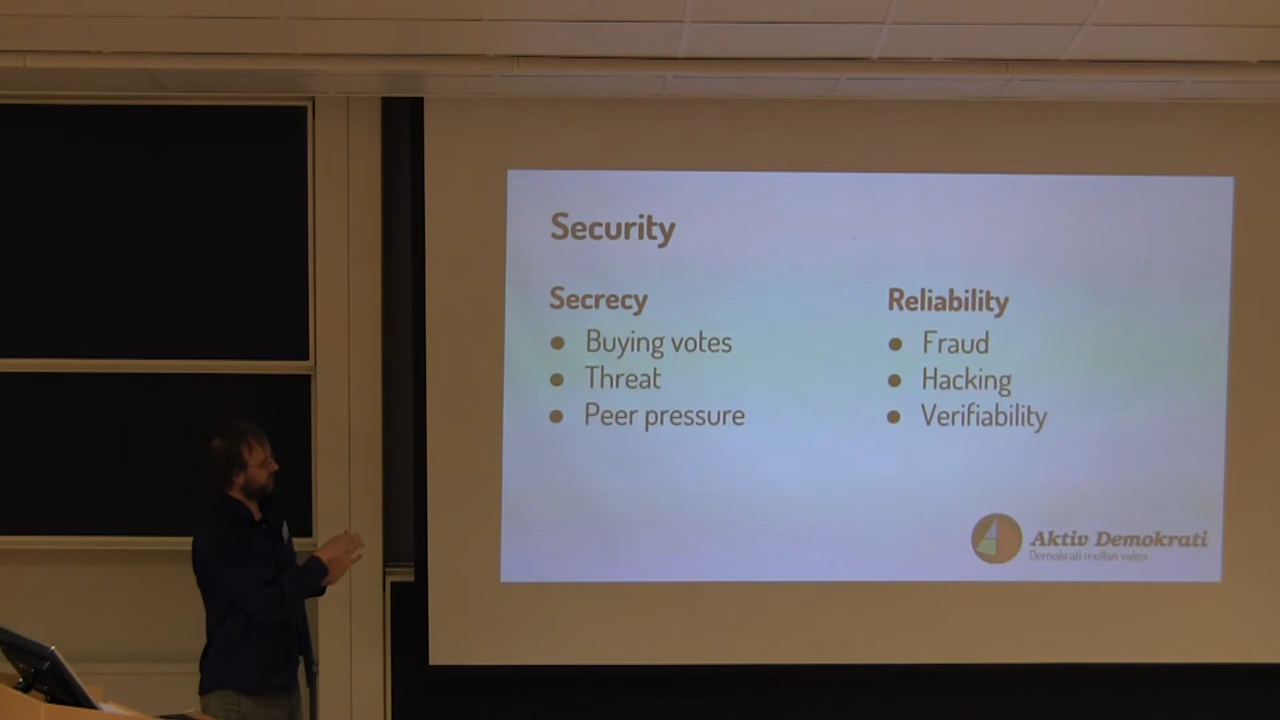 Security
Secrecy
● Buying votes
● Threat
● Peer pressure
Reliability
● Fraud
● Hacking
● Verifiability
Aktiv Demokrati
Demokrati mellan valen